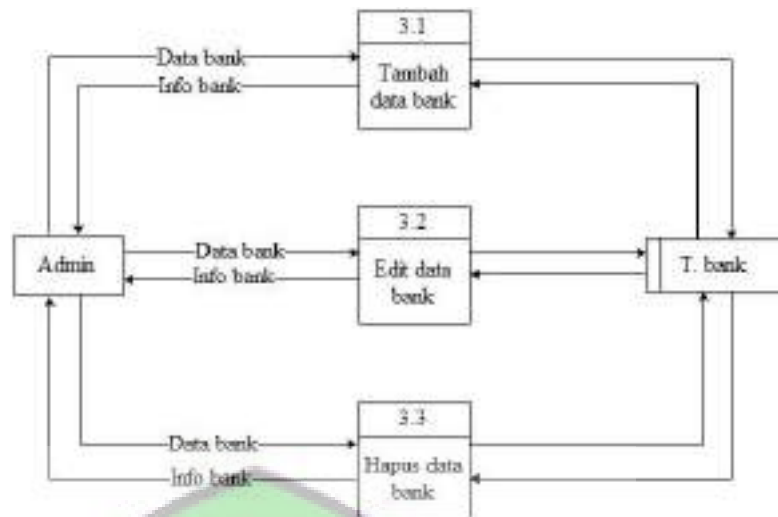 3.1
Data bank
Info bank
Tambah
data bank
3.2
Admin
Data bank
Info bank
Edit data
bank
T. bank
3.3
Data bank
Info bank
Hapus data
bank